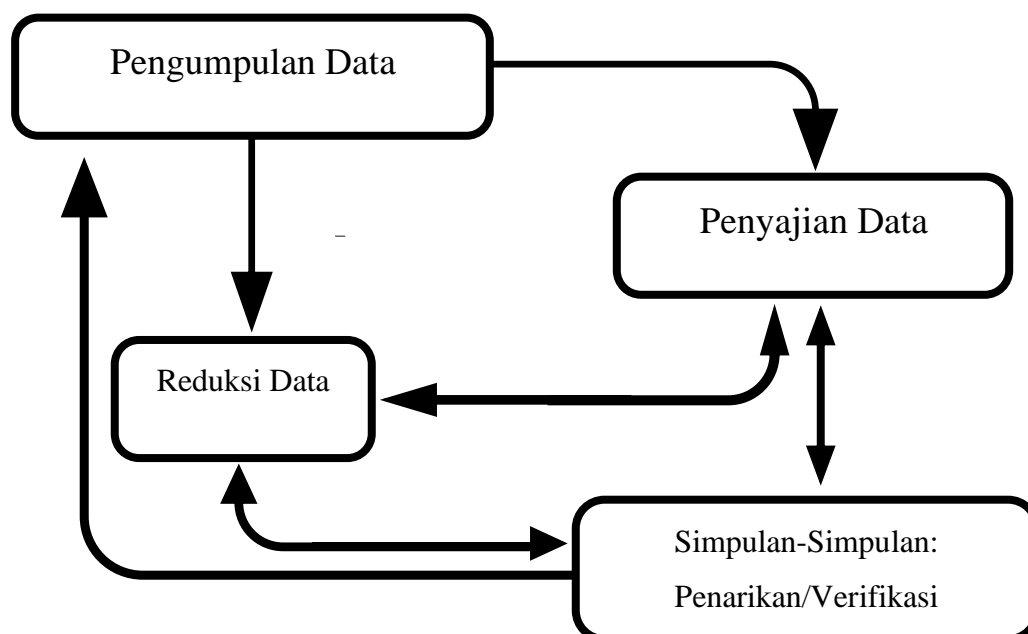 Pengumpulan Data
Penyajian Data
Reduksi Data
Simpulan-Simpulan:
Penarikan/Verifikasi